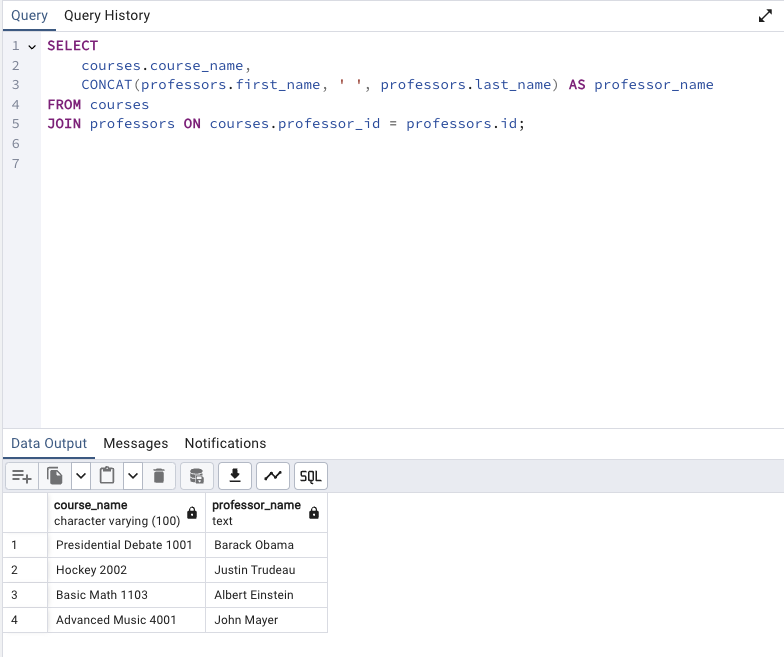 Query Query History
1 SELECT
2 courses.course_name,
3 CONCAT(professors.first_name, ' ', professors.last_name) AS professor_name
4 FROM courses
5 JOIN professors ON courses.professor_id = professors.id;
6
7
Data Output Messages Notifications
SQL
course_name professor_name
character varying (100) text
1 Presidential Debate 1001 Barack Obama
2 Hockey 2002 Justin Trudeau
3 Basic Math 1103 Albert Einstein
4 Advanced Music 4001 John Mayer